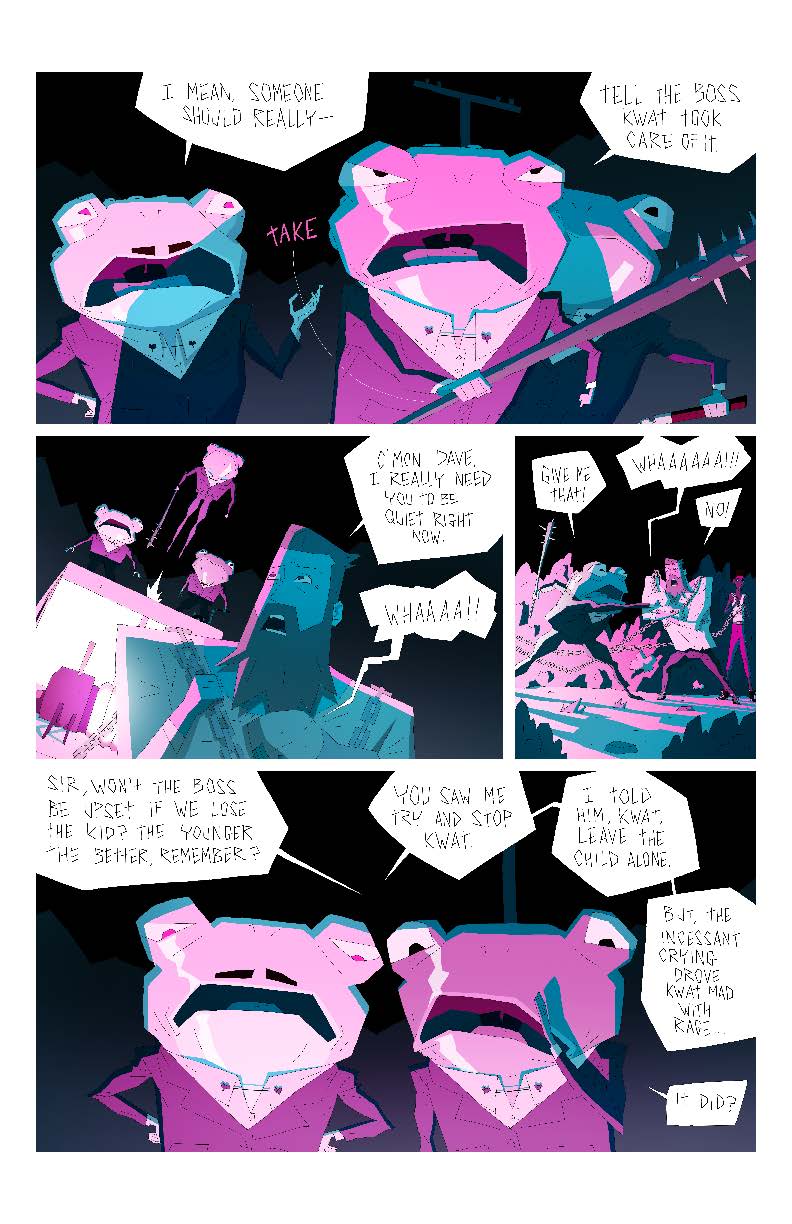 I MEAN, SOMEONE
SHOULD REALLY--
TELL THE BOSS
KWAT TOOK
CARE OF IT.
TAKE
C'MON DAVE,
I REALLY NEED
YOU TO BE
QUIET RIGHT
NOW.
WHAAAA!!
GIVE ME
THAT!
WHAAAAAA!!!
NO!
SIR, WON'T THE BOSS
BE UPSET IF WE LOSE
THE KID? THE YOUNGER
THE BETTER, REMEMBER?
YOU SAW ME
TRY AND STOP
KWAT.
I TOLD
HIM, KWAT,
LEAVE THE
CHILD ALONE.
BUT, THE
INCESSANT
CRYING
DROVE
KWAT MAD
WITH
RAGE...
IT DID?